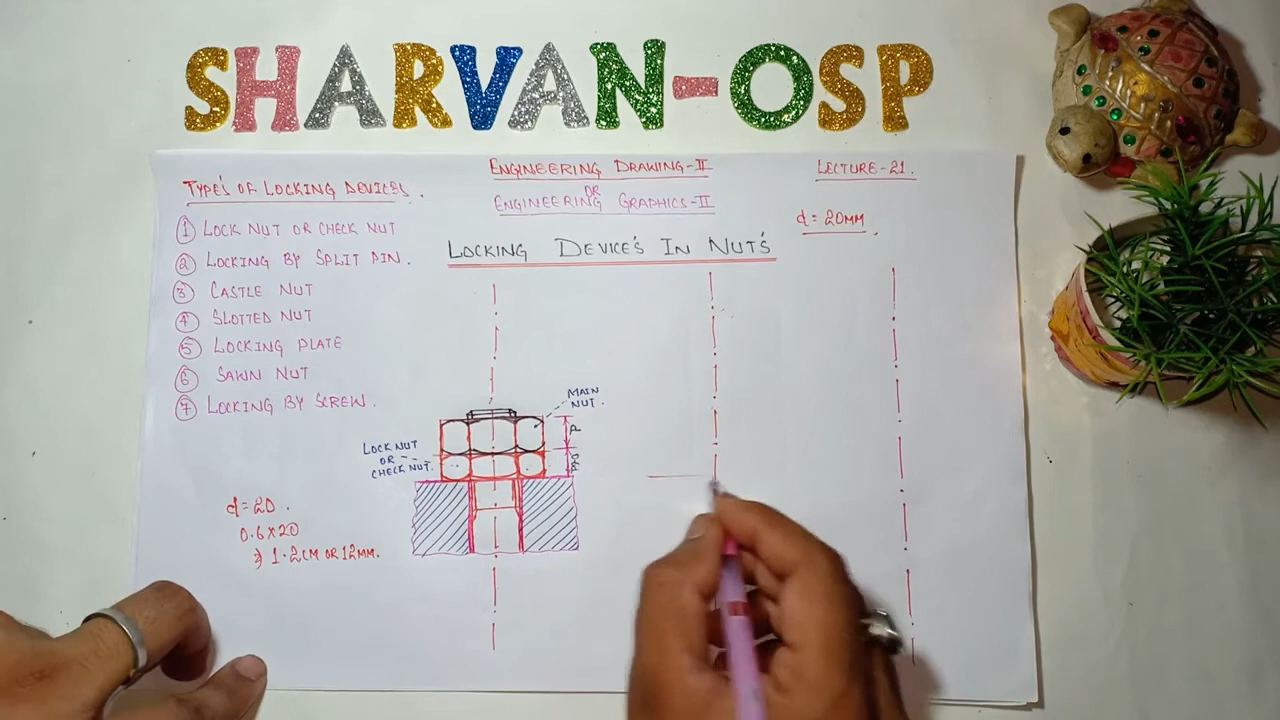 SHARVAN-OSP
ENGINEERING DRAWING-II
OR
ENGINEERING GRAPHICS-II
LECTURE-21.
d = 20MM.
LOCKING DEVICE'S IN NUT'S
TYPE'S OF LOCKING DEVICES.
① LOCK NUT OR CHECK NUT
② LOCKING BY SPLIT PIN.
③ CASTLE NUT
④ SLOTTED NUT
⑤ LOCKING PLATE
⑥ SAWN NUT
⑦ LOCKING BY SCREW.
MAIN
NUT.
LOCK NUT
OR
CHECK NUT.
d = 20.
0.6×20
⇒ 1.2CM OR 12MM.